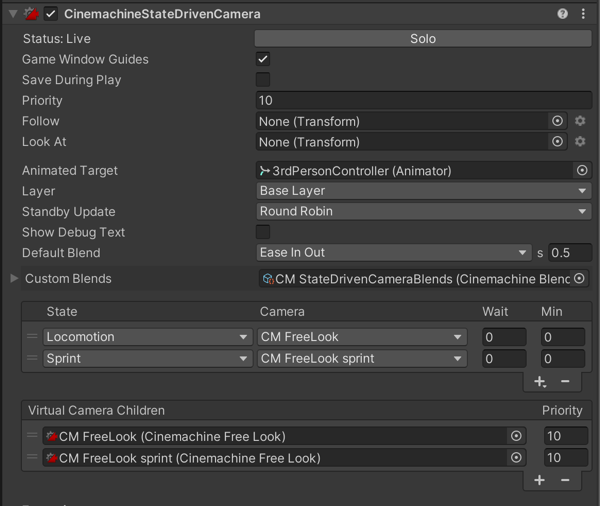 CinemachineStateDrivenCamera
Status: Live Solo
Game Window Guides
Save During Play
Priority 10
Follow None (Transform)
Look At None (Transform)
Animated Target 3rdPersonController (Animator)
Layer Base Layer
Standby Update Round Robin
Show Debug Text
Default Blend Ease In Out s 0.5
Custom Blends CM StateDrivenCameraBlends (Cinemachine Blend
State Camera Wait Min
Locomotion CM FreeLook 0 0
Sprint CM FreeLook sprint 0 0
Virtual Camera Children Priority
CM FreeLook (Cinemachine Free Look) 10
CM FreeLook sprint (Cinemachine Free Look) 10